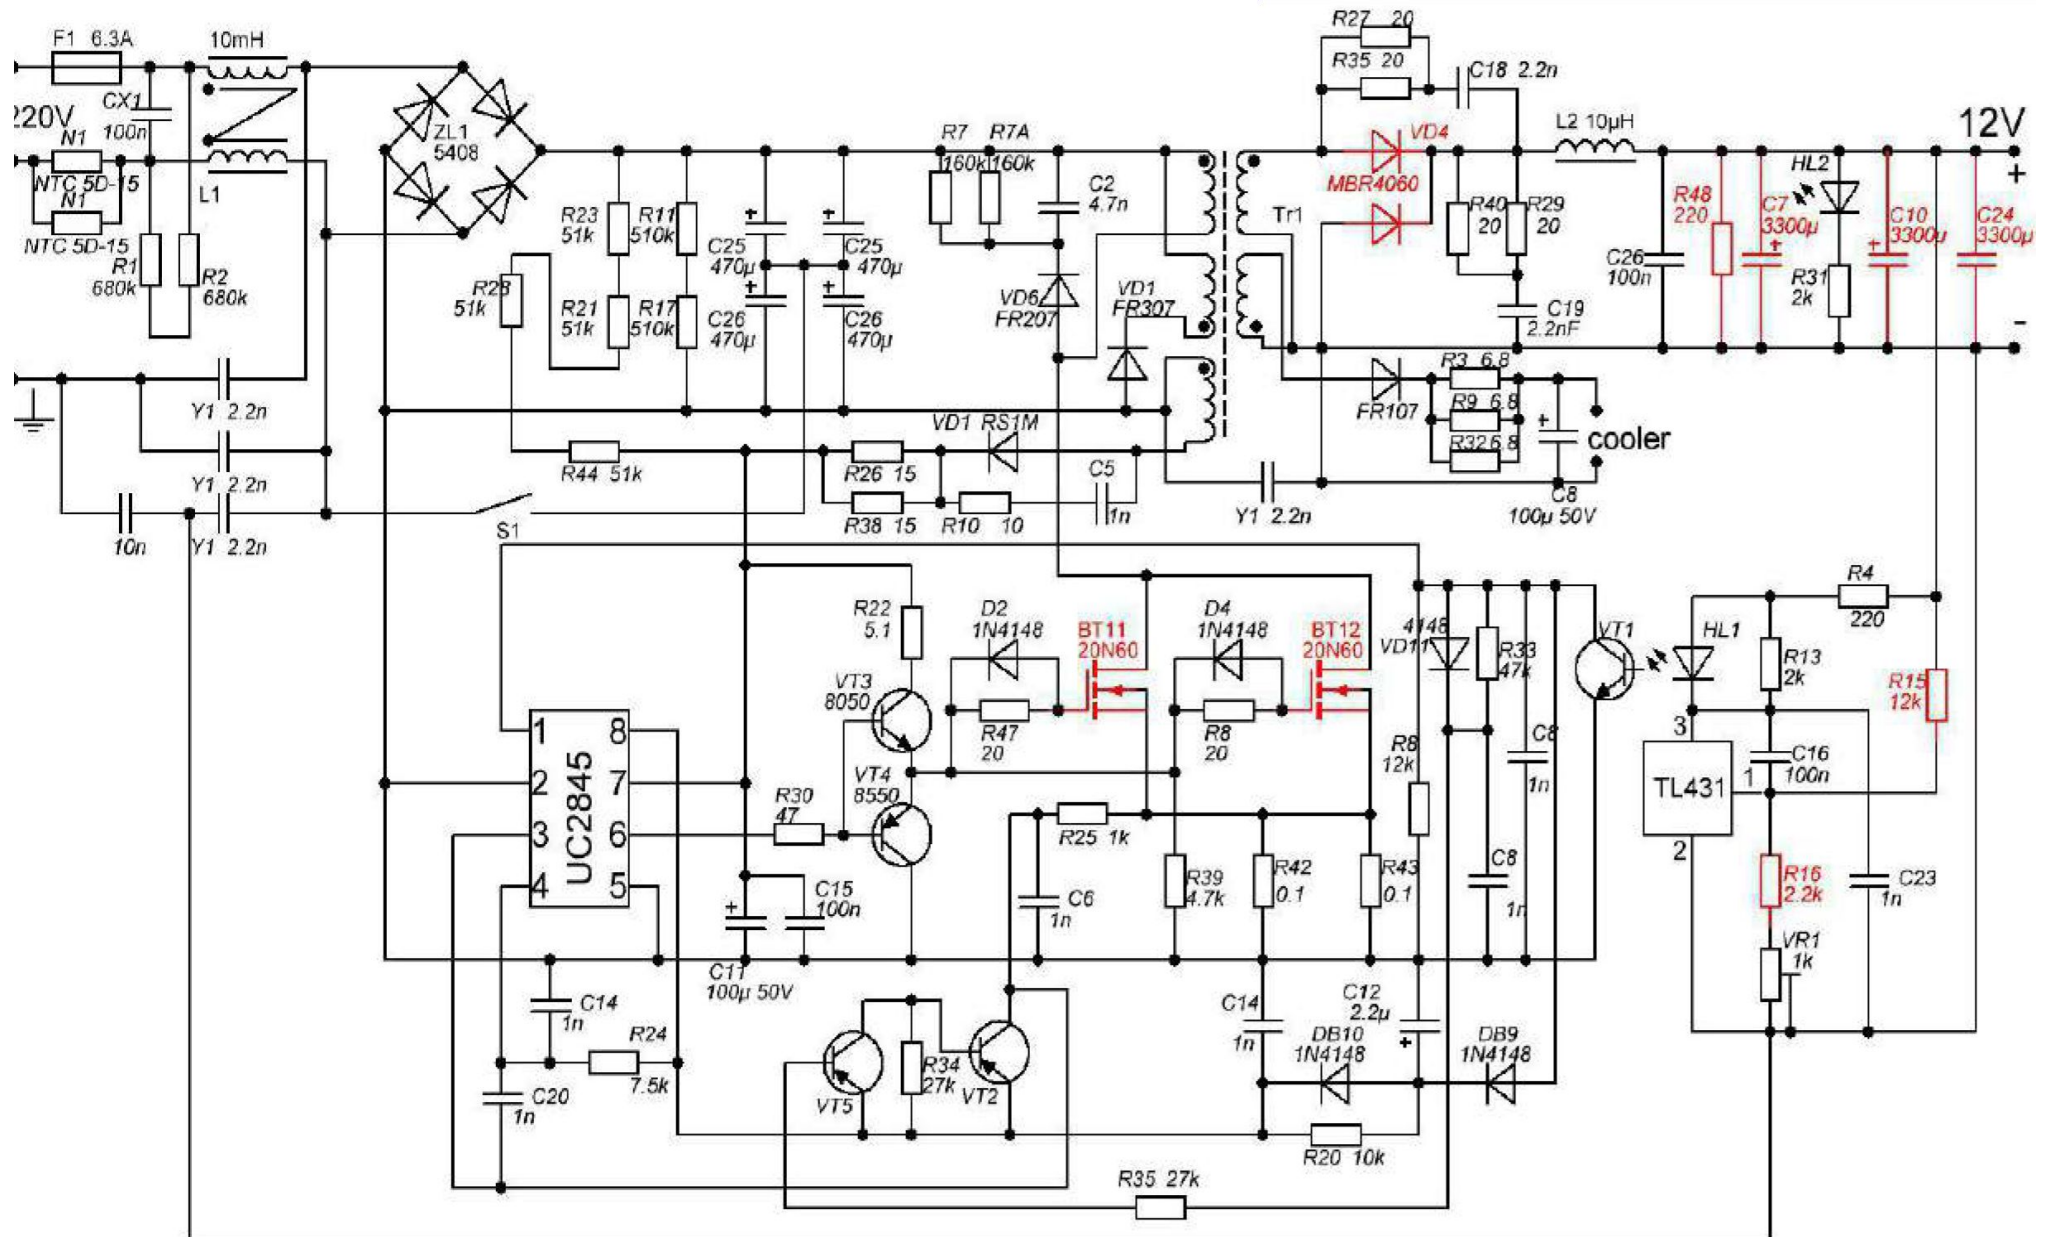 F1 6.3A
10mH
220V
CX1
100n
N1
NTC 5D-15
N1
NTC 5D-15
L1
R1
680k
R2
680k
Y1 2.2n
Y1 2.2n
10n
Y1 2.2n
ZL1
5408
R28
51k
R23
51k
R11
510k
R21
51k
R17
510k
C25
470µ
C25
470µ
C26
470µ
C26
470µ
R7
160k
R7A
160k
C2
4.7n
VD6
FR207
VD1
FR307
Tr1
R27 20
R35 20
C18 2.2n
VD4
MBR4060
R40
20
R29
20
C19
2.2nF
L2 10µH
12V
HL2
R48
220
C7
3300µ
C10
3300µ
C24
3300µ
+
-
C26
100n
R31
2k
R3 6.8
FR107
R9 6.8
R32 6.8
cooler
C8
100µ 50V
VD1 RS1M
R44 51k
R26 15
C5
1n
R38 15
R10 10
Y1 2.2n
S1
R22
5.1
D2
1N4148
BT11
20N60
D4
1N4148
BT12
20N60
4148
VD11
R33
47k
VT1
HL1
R4
220
R13
2k
R15
12k
VT3
8050
R47
20
R8
20
R8
12k
C8
1n
1
2
3
4
UC2845
8
7
6
5
R30
47
VT4
8550
R25 1k
3
TL431
1
2
C16
100n
C15
100n
C6
1n
R39
4.7k
R42
0.1
R43
0.1
C8
1n
R16
2.2k
C23
1n
VR1
1k
C11
100µ 50V
C14
1n
R24
7.5k
C20
1n
VT5
R34
27k
VT2
C14
1n
C12
2.2µ
DB10
1N4148
DB9
1N4148
R20 10k
R35 27k